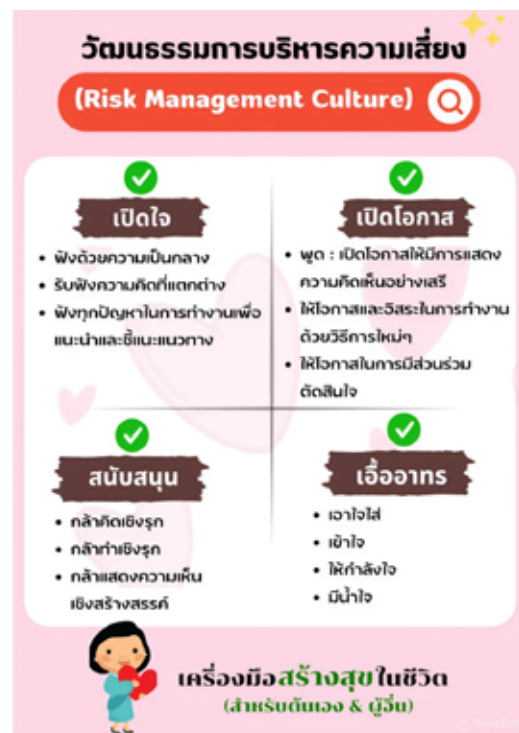 วัฒนธรรมการบริหารความเสี่ยง
(Risk Management Culture)
เปิดใจ
• ฟังด้วยความเป็นกลาง
• รับฟังความคิดที่แตกต่าง
• ฟังทุกปัญหาในการทำงานเพื่อ
แนะนำและชี้แนะแนวทาง
เปิดโอกาส
• พูด : เปิดโอกาสให้มีการแสดง
ความคิดเห็นอย่างเสรี
• ให้โอกาสและอิสระในการทำงาน
ด้วยวิธีการใหม่ๆ
• ให้โอกาสในการมีส่วนร่วม
ตัดสินใจ
สนับสนุน
• กล้าคิดเชิงรุก
• กล้าทำเชิงรุก
• กล้าแสดงความเห็น
เชิงสร้างสรรค์
เอื้ออาทร
• เอาใจใส่
• เข้าใจ
• ให้กำลังใจ
• มีน้ำใจ
เครื่องมือสร้างสุขในชีวิต
(สำหรับตนเอง & ผู้อื่น)